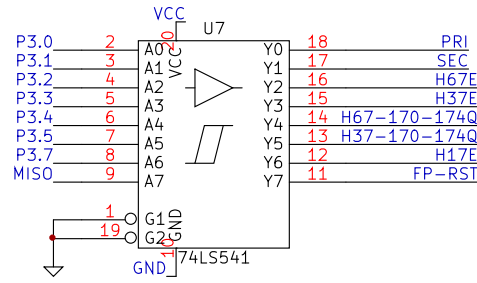 VCC
U7
20
P3.0 2 A0 Y0 18 PRI
P3.1 3 A1 VCC Y1 17 SEC
P3.2 4 A2 Y2 16 H67E
P3.3 5 A3 Y3 15 H37E
P3.4 6 A4 Y4 14 H67-170-174Q
P3.5 7 A5 Y5 13 H37-170-174Q
P3.7 8 A6 Y6 12 H17E
MISO 9 A7 Y7 11 FP-RST
1 G1
19 G2 GND
10 74LS541
GND